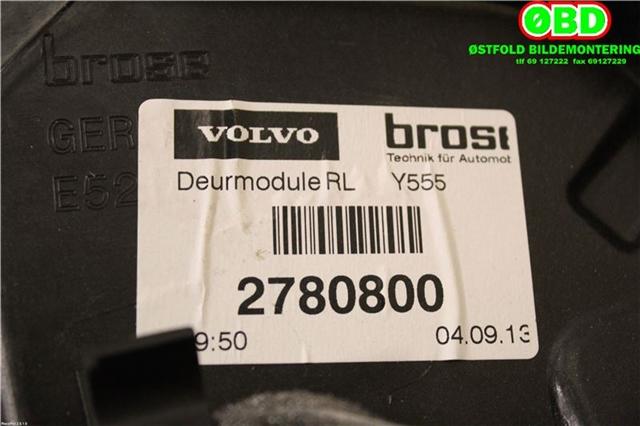 ØBD
ØSTFOLD BILDEMONTERING
tlf 69 127222 fax 69127229
brose
GER
E52
VOLVO
brose
Technik für Automot
Deurmodule RL Y555
2780800
9:50 04.09.13